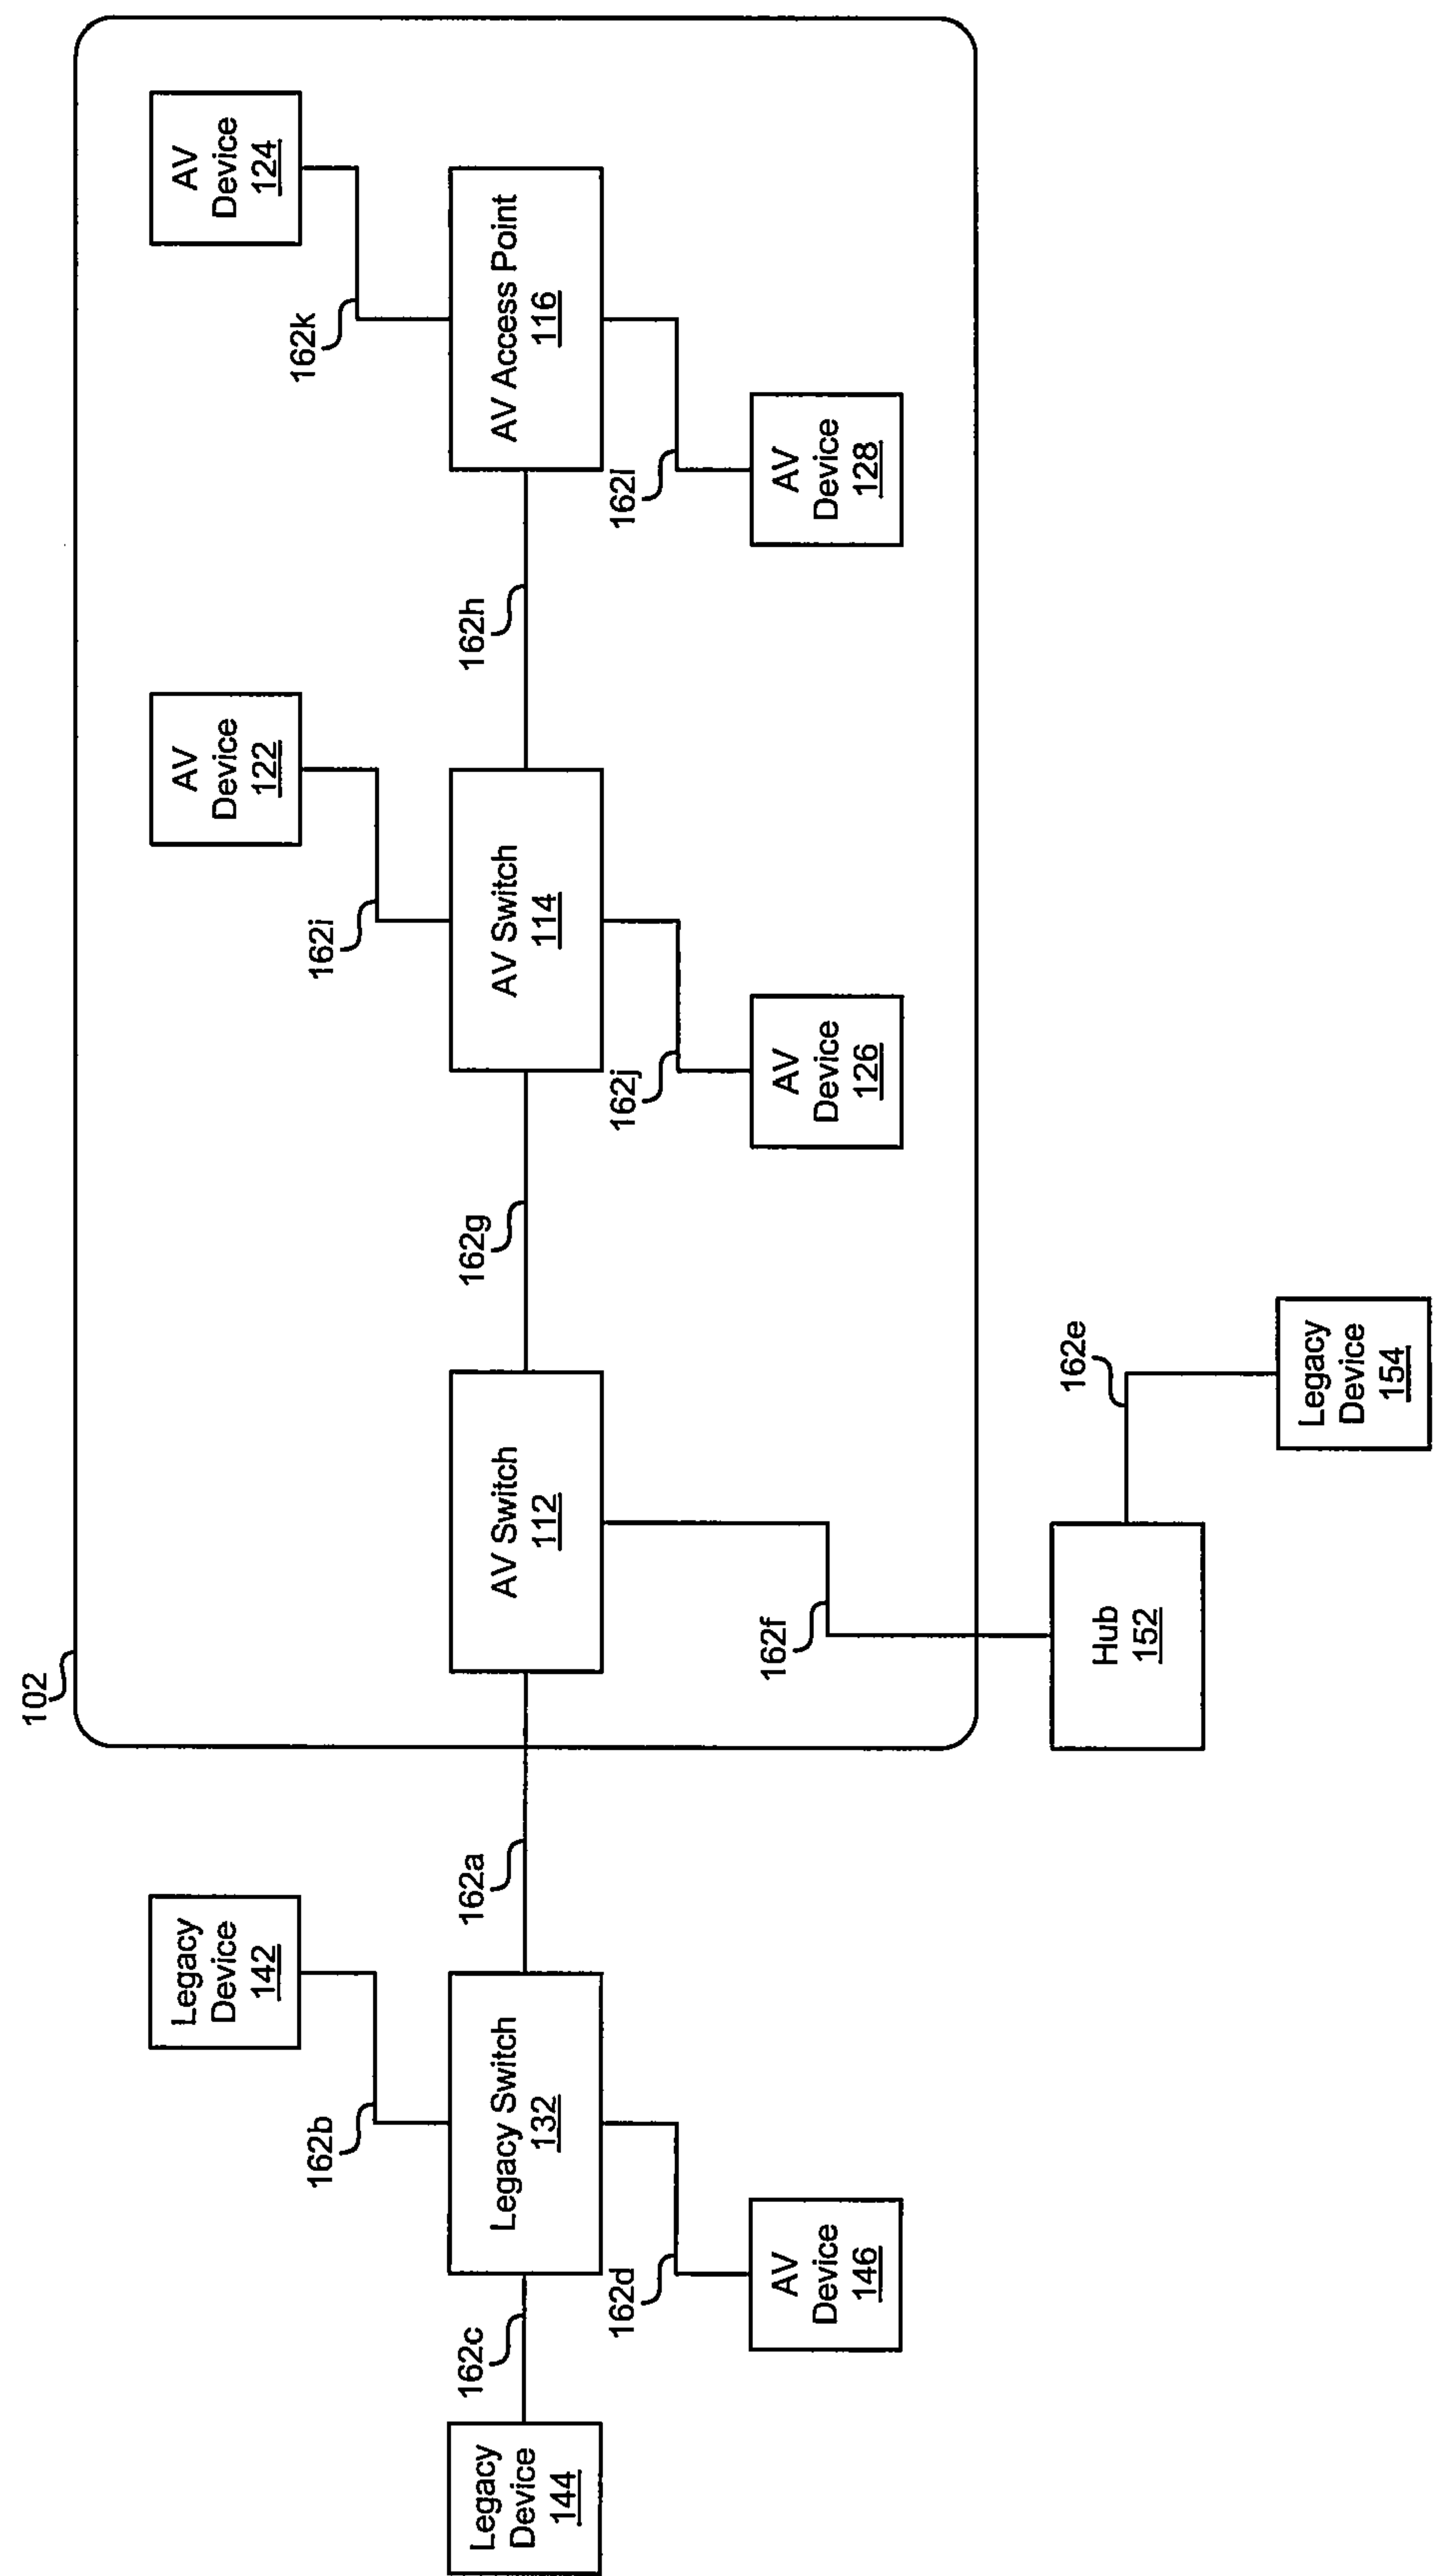 102
AV
Device
124
162k
AV Access Point
116
162l
AV
Device
128
162h
AV
Device
122
162i
AV Switch
114
162j
AV
Device
126
162g
AV Switch
112
162f
Hub
152
162e
Legacy
Device
154
162a
Legacy
Device
142
162b
Legacy Switch
132
162d
AV
Device
146
162c
Legacy
Device
144